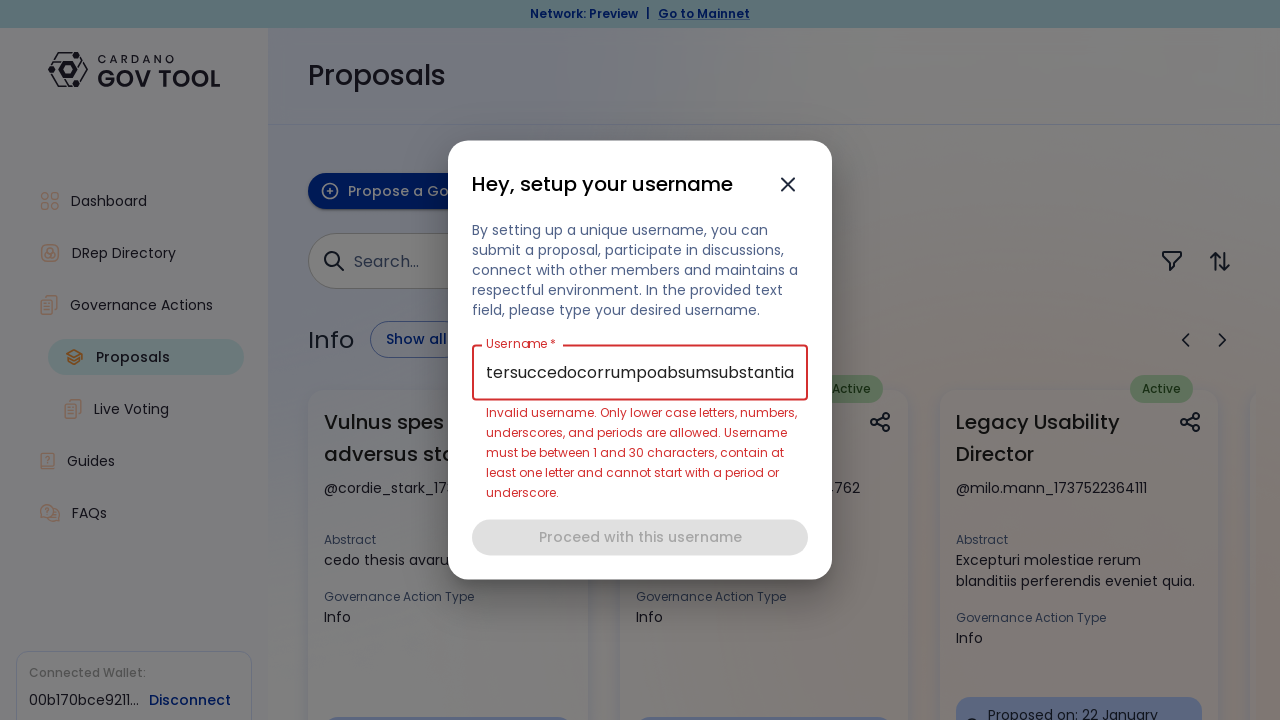 Network: Preview | Go to Mainnet
CARDANO
GOV TOOL
Proposals
Dashboard
DRep Directory
Governance Actions
Proposals
Live Voting
Guides
FAQs
Connected Wallet:
00b170bce9211... Disconnect
Propose a Go
Search...
Info
Show all
Hey, setup your username
By setting up a unique username, you can
submit a proposal, participate in discussions,
connect with other members and maintains a
respectful environment. In the provided text
field, please type your desired username.
Username *
tersuccedocorrumpoabsumsubstantia
Invalid username. Only lower case letters, numbers,
underscores, and periods are allowed. Username
must be between 1 and 30 characters, contain at
least one letter and cannot start with a period or
underscore.
Proceed with this username
Vulnus spes
adversus sto
@cordie_stark_17
Abstract
cedo thesis avaru
Governance Action Type
Info
Active
4762
Governance Action Type
Info
Active
Legacy Usability
Director
@milo.mann_1737522364111
Abstract
Excepturi molestiae rerum
blanditiis perferendis eveniet quia.
Governance Action Type
Info
Proposed on: 22 January